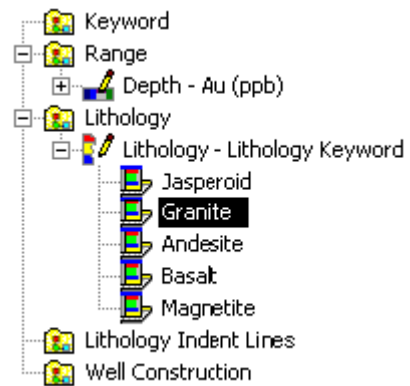 Keyword
Range
Depth - Au (ppb)
Lithology
Lithology - Lithology Keyword
Jasperoid
Granite
Andesite
Basalt
Magnetite
Lithology Indent Lines
Well Construction